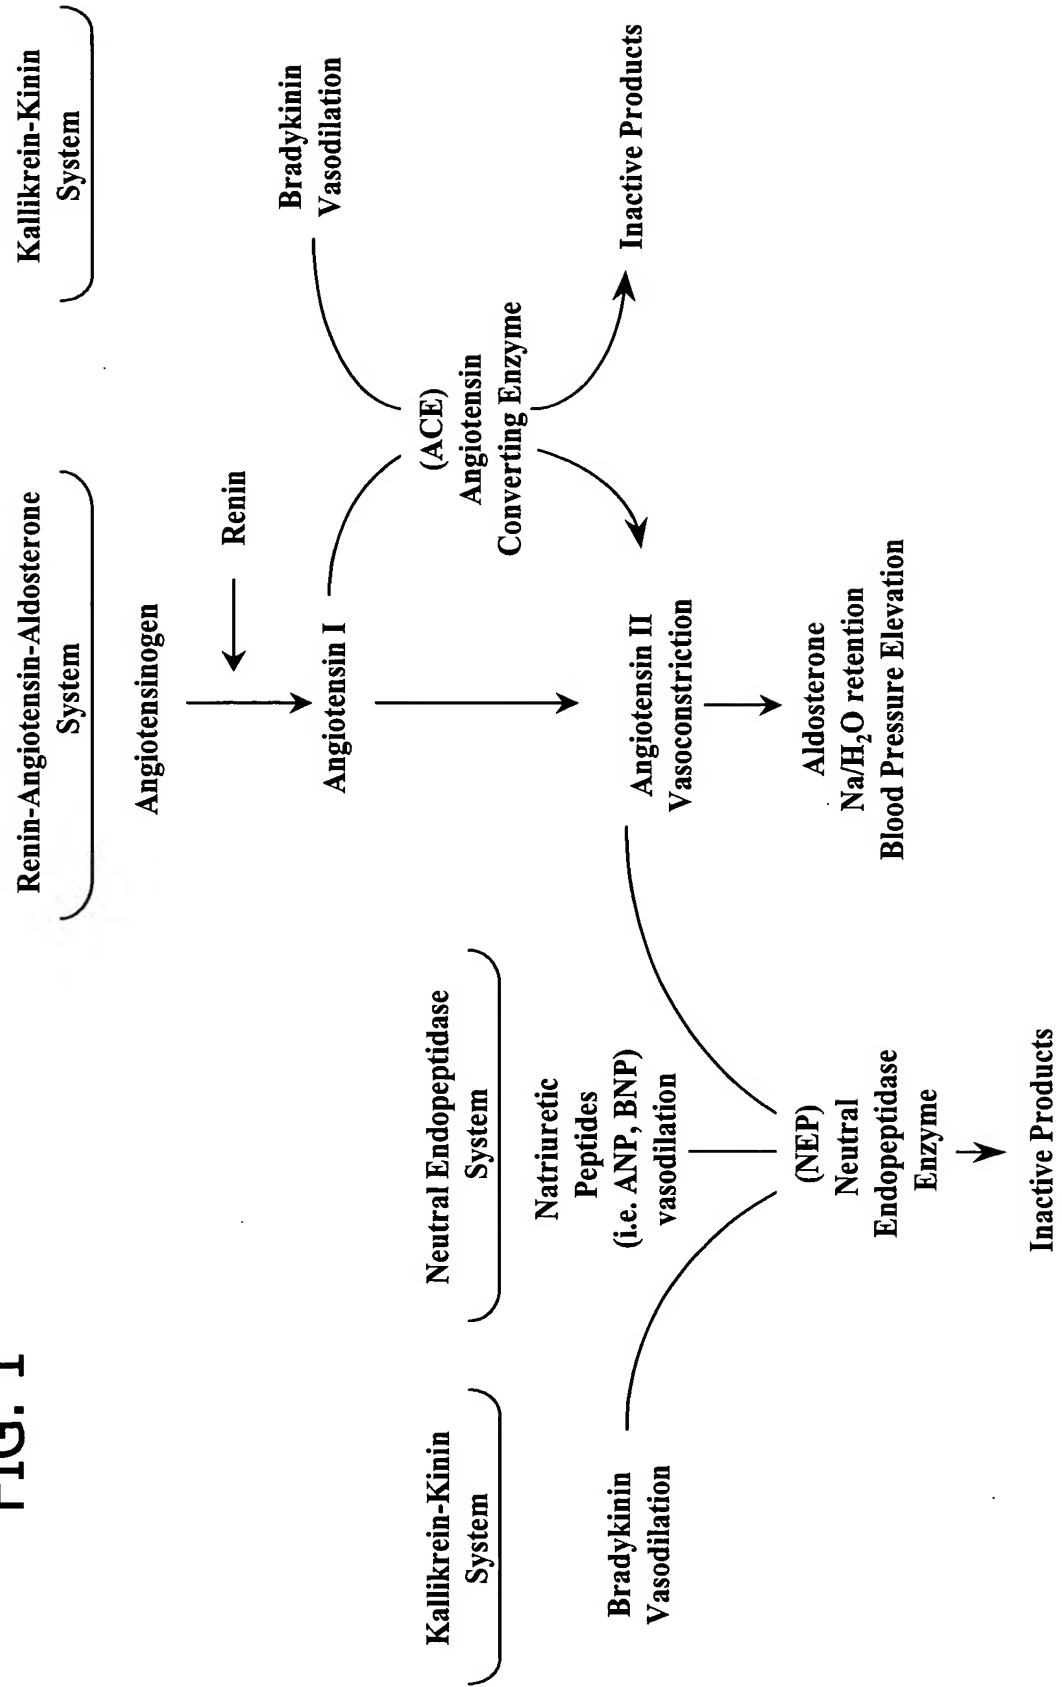 FIG. 1
Renin-Angiotensin-Aldosterone
System
Kallikrein-Kinin
System
Angiotensinogen
Renin
Angiotensin I
Bradykinin
Vasodilation
(ACE)
Angiotensin
Converting Enzyme
Kallikrein-Kinin
System
Neutral Endopeptidase
System
Natriuretic
Peptides
(i.e. ANP, BNP)
vasodilation
Bradykinin
Vasodilation
Angiotensin II
Vasoconstriction
Inactive Products
(NEP)
Neutral
Endopeptidase
Enzyme
Aldosterone
Na/H₂O retention
Blood Pressure Elevation
Inactive Products